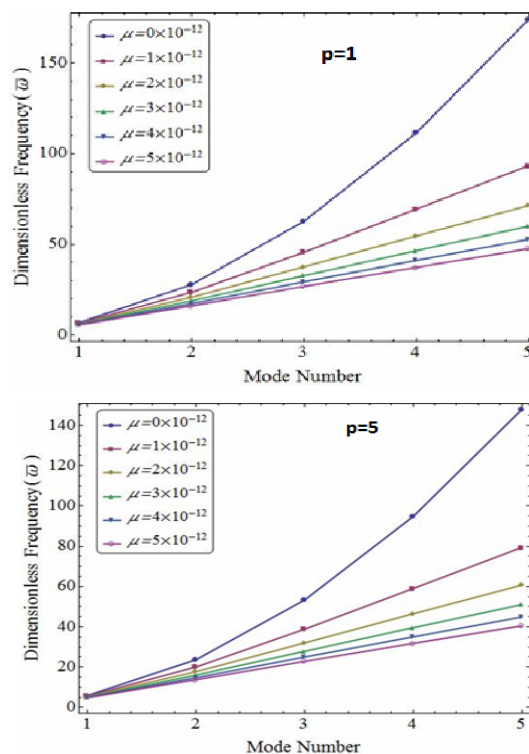 150
100
50
0
μ=0×10⁻¹²
μ=1×10⁻¹²
μ=2×10⁻¹²
μ=3×10⁻¹²
μ=4×10⁻¹²
μ=5×10⁻¹²
p=1
Dimensionless Frequency(ϖ)
1 2 3 4 5
Mode Number
140
120
100
80
60
40
20
0
μ=0×10⁻¹²
μ=1×10⁻¹²
μ=2×10⁻¹²
μ=3×10⁻¹²
μ=4×10⁻¹²
μ=5×10⁻¹²
p=5
Dimensionless Frequency(ϖ)
1 2 3 4 5
Mode Number